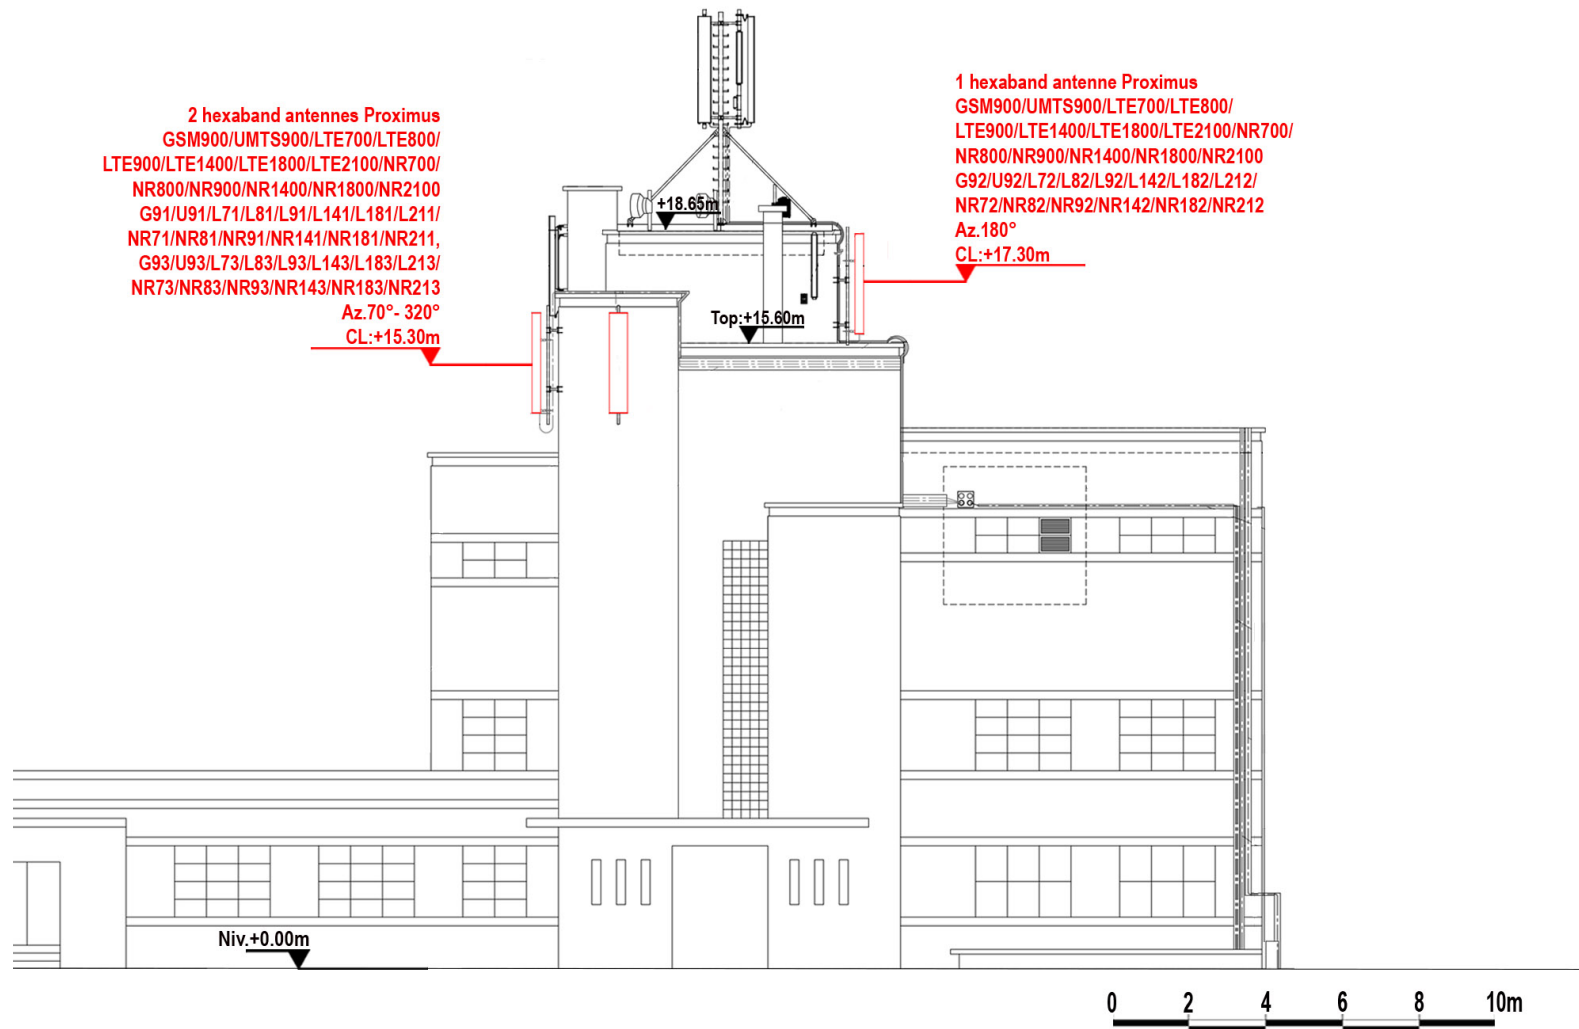 2 hexaband antennes Proximus
GSM900/UMTS900/LTE700/LTE800/
LTE900/LTE1400/LTE1800/LTE2100/NR700/
NR800/NR900/NR1400/NR1800/NR2100
G91/U91/L71/L81/L91/L141/L181/L211/
NR71/NR81/NR91/NR141/NR181/NR211,
G93/U93/L73/L83/L93/L143/L183/L213/
NR73/NR83/NR93/NR143/NR183/NR213
Az.70°- 320°
CL:+15.30m
1 hexaband antenne Proximus
GSM900/UMTS900/LTE700/LTE800/
LTE900/LTE1400/LTE1800/LTE2100/NR700/
NR800/NR900/NR1400/NR1800/NR2100
G92/U92/L72/L82/L92/L142/L182/L212/
NR72/NR82/NR92/NR142/NR182/NR212
Az.180°
CL:+17.30m
+18.65m
Top:+15.60m
Niv.+0.00m
0 2 4 6 8 10m